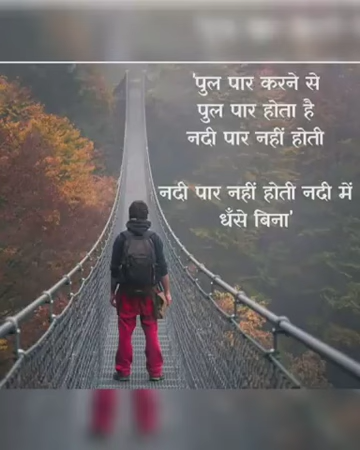 'पुल पार करने से
पुल पार होता है
नदी पार नहीं होती
नदी पार नहीं होती नदी में
धँसे बिना'